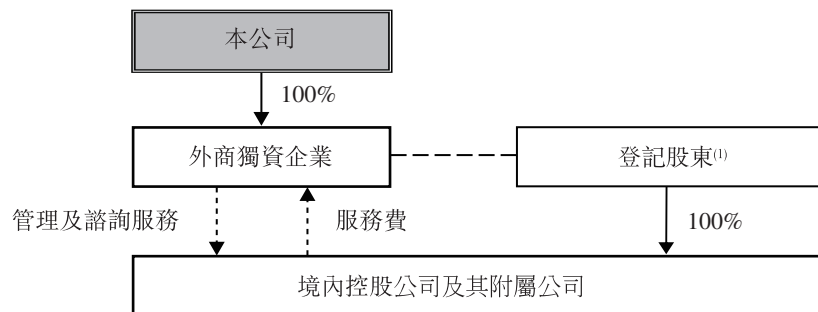 本公司
100%
外商獨資企業
登記股東(1)
管理及諮詢服務
服務費
100%
境內控股公司及其附屬公司